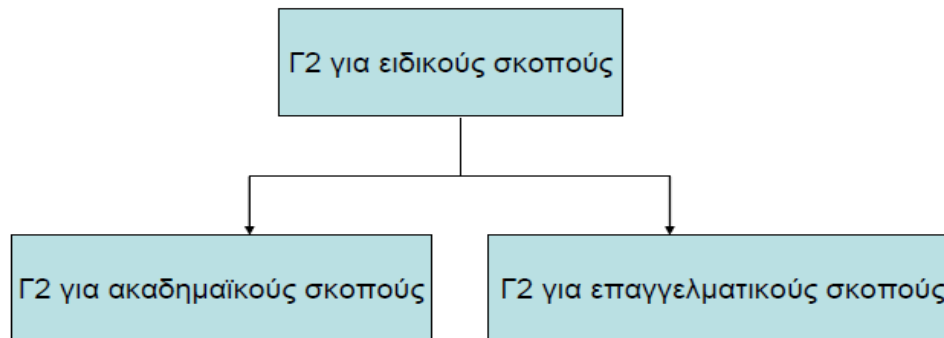 Γ2 για ειδικούς σκοπούς
Γ2 για ακαδημαϊκούς σκοπούς
Γ2 για επαγγελματικούς σκοπούς